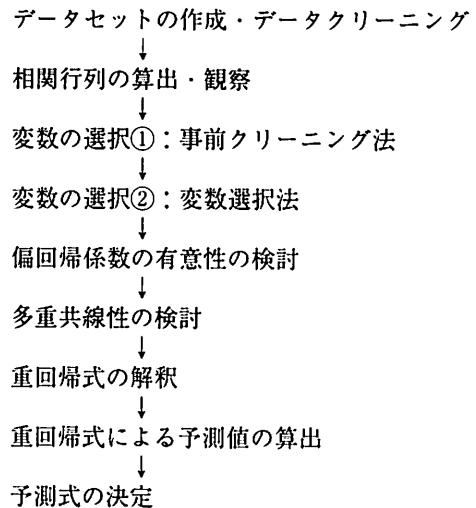 データセットの作成・データクリーニング
↓
相関行列の算出・観察
↓
変数の選択①：事前クリーニング法
↓
変数の選択②：変数選択法
↓
偏回帰係数の有意性の検討
↓
多重共線性の検討
↓
重回帰式の解釈
↓
重回帰式による予測値の算出
↓
予測式の決定